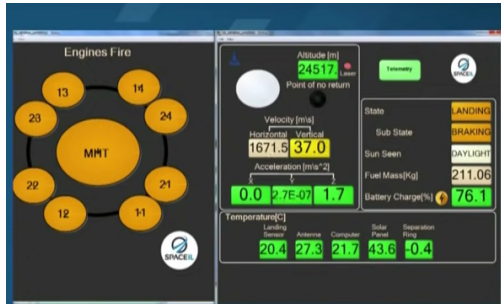 Engines Fire
13
14
23
24
MHT
22
21
12
11
SPACEIL
Altitude [m]
24517.
Laser
Point of no return
Velocity [m\s]
Horizontal Vertical
1671.5 37.0
Acceleration [m\s^2]
X Y Z
0.0 2.7E-07 1.7
Telemetry
SPACEIL
State LANDING
Sub State BRAKING
Sun Seen DAYLIGHT
Fuel Mass[Kg] 211.06
Battery Charge[%] 76.1
Temperature[C]
Landing Sensor Antenna Computer Solar Panel Separation Ring
20.4 27.3 21.7 43.6 -0.4